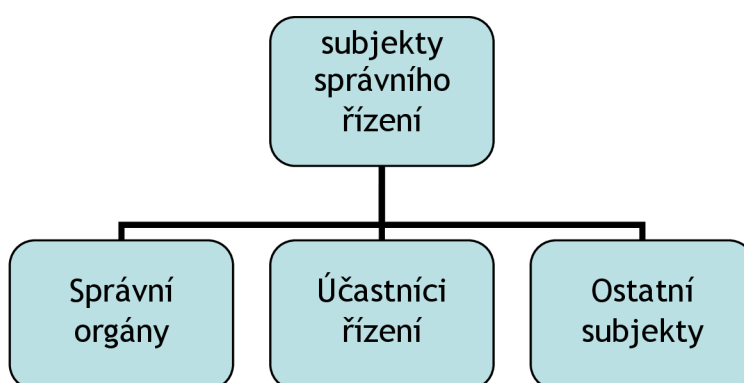 subjekty
správního
řízení
Správní
orgány
Účastníci
řízení
Ostatní
subjekty